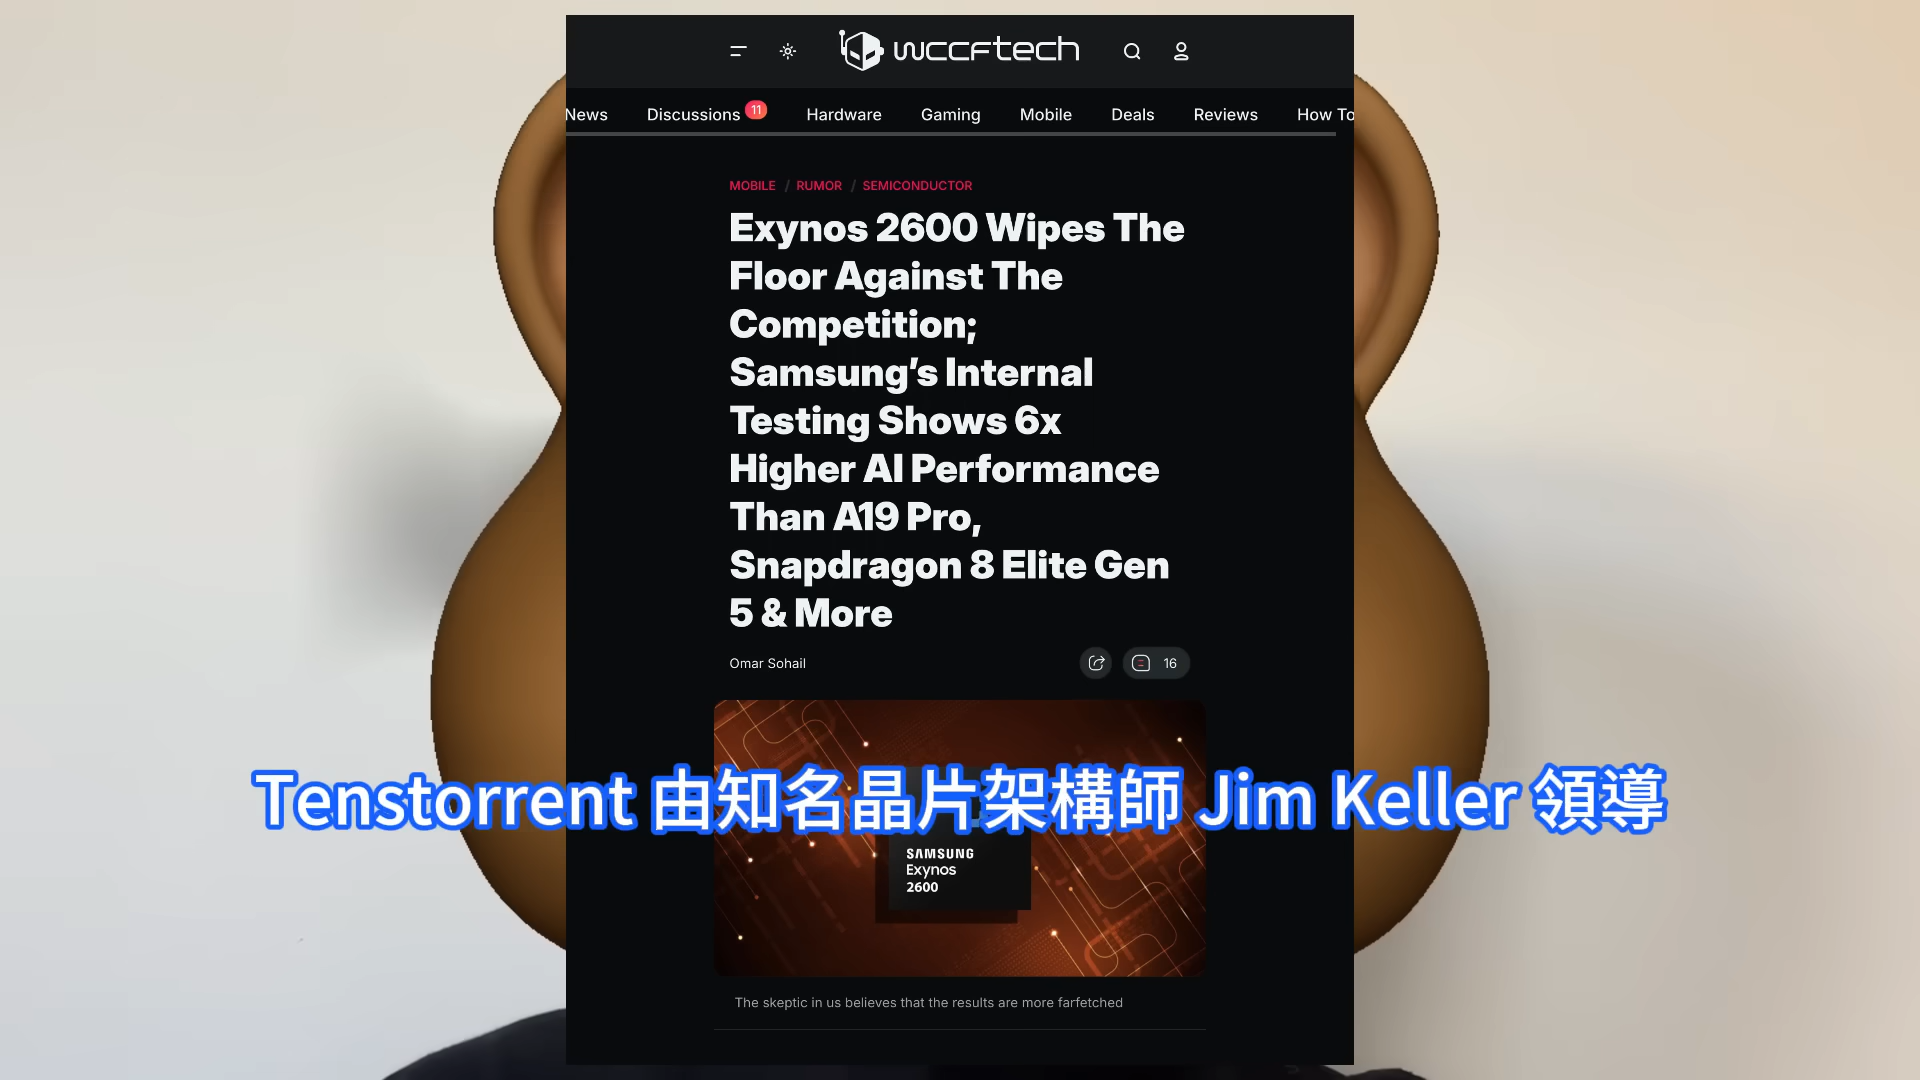 wccftech
News Discussions 11 Hardware Gaming Mobile Deals Reviews How To
MOBILE / RUMOR / SEMICONDUCTOR
Exynos 2600 Wipes The
Floor Against The
Competition;
Samsung’s Internal
Testing Shows 6x
Higher AI Performance
Than A19 Pro,
Snapdragon 8 Elite Gen
5 & More
Omar Sohail
16
Tenstorrent 由知名晶片架構師 Jim Keller 領導
SAMSUNG
Exynos
2600
The skeptic in us believes that the results are more farfetched